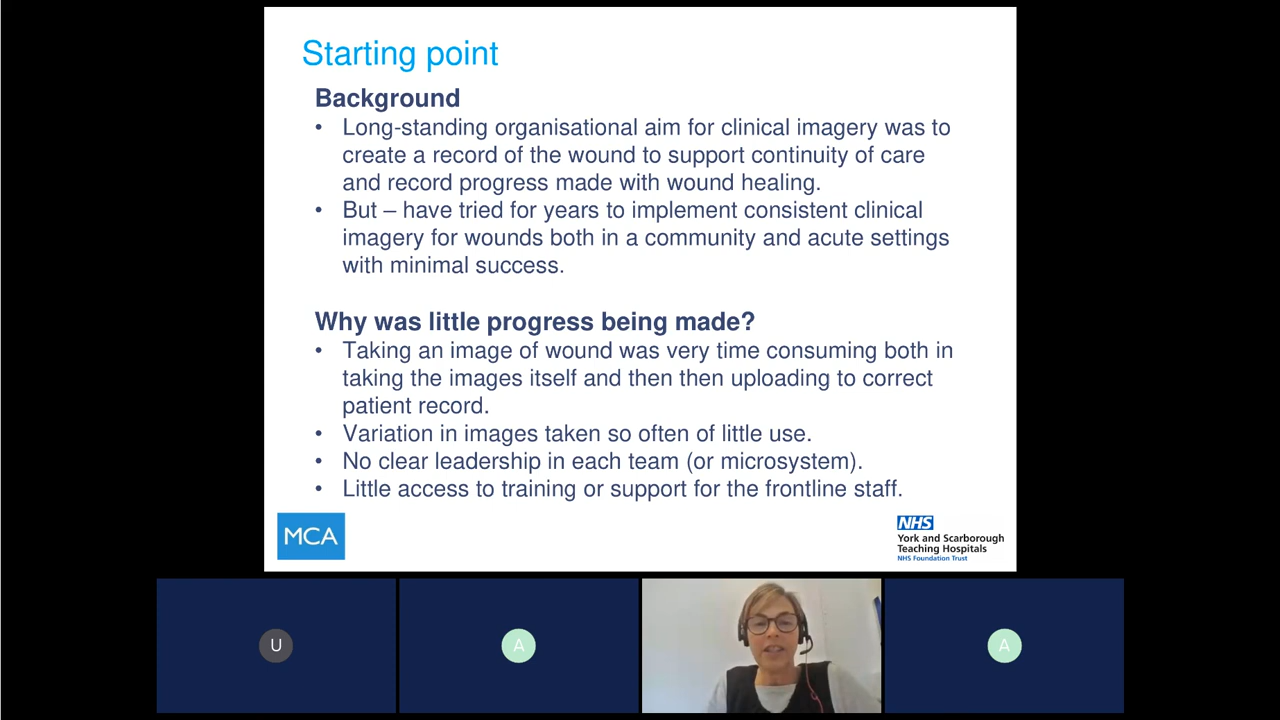 Starting point
Background
• Long-standing organisational aim for clinical imagery was to
create a record of the wound to support continuity of care
and record progress made with wound healing.
• But – have tried for years to implement consistent clinical
imagery for wounds both in a community and acute settings
with minimal success.
Why was little progress being made?
• Taking an image of wound was very time consuming both in
taking the images itself and then then uploading to correct
patient record.
• Variation in images taken so often of little use.
• No clear leadership in each team (or microsystem).
• Little access to training or support for the frontline staff.
MCA
NHS
York and Scarborough
Teaching Hospitals
NHS Foundation Trust
U
A
A